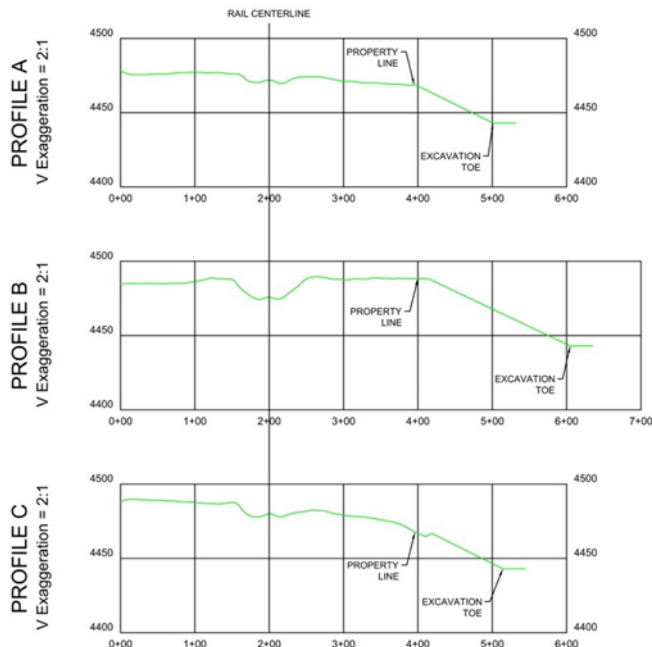 RAIL CENTERLINE
PROFILE A
V Exaggeration = 2:1
4500
4500
PROPERTY
LINE
4450
4450
EXCAVATION
TOE
4400
4400
0+00 1+00 2+00 3+00 4+00 5+00 6+00
PROFILE B
V Exaggeration = 2:1
4500
4500
PROPERTY
LINE
4450
4450
EXCAVATION
TOE
4400
4400
0+00 1+00 2+00 3+00 4+00 5+00 6+00 7+00
PROFILE C
V Exaggeration = 2:1
4500
4500
4450
4450
PROPERTY
LINE
EXCAVATION
TOE
4400
4400
0+00 1+00 2+00 3+00 4+00 5+00 6+00